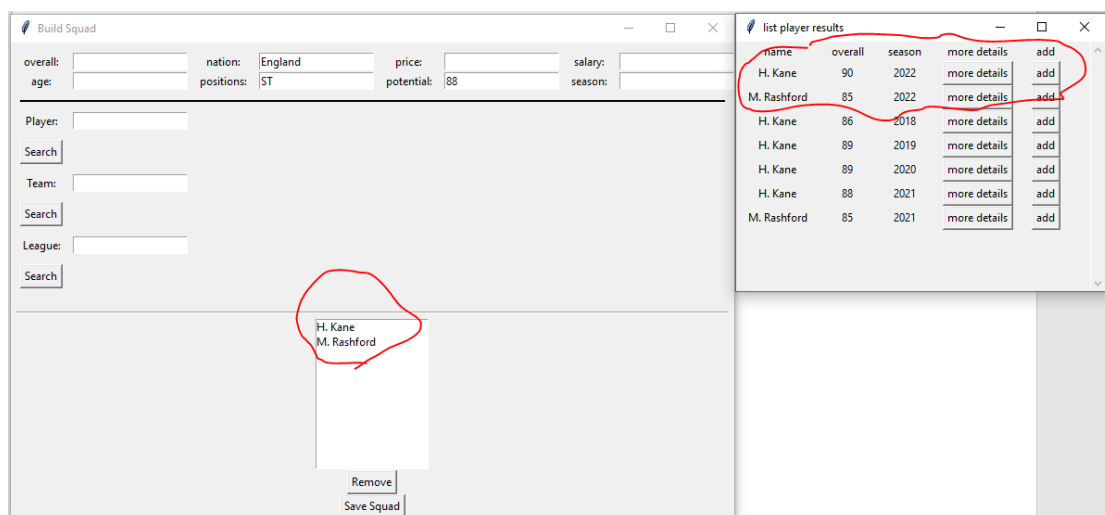 Build Squad
overall: nation: England price: salary:
age: positions: ST potential: 88 season:
Player:
Search
Team:
Search
League:
Search
H. Kane
M. Rashford
Remove
Save Squad
list player results
name overall season more details add
H. Kane 90 2022 more details add
M. Rashford 85 2022 more details add
H. Kane 86 2018 more details add
H. Kane 89 2019 more details add
H. Kane 89 2020 more details add
H. Kane 88 2021 more details add
M. Rashford 85 2021 more details add